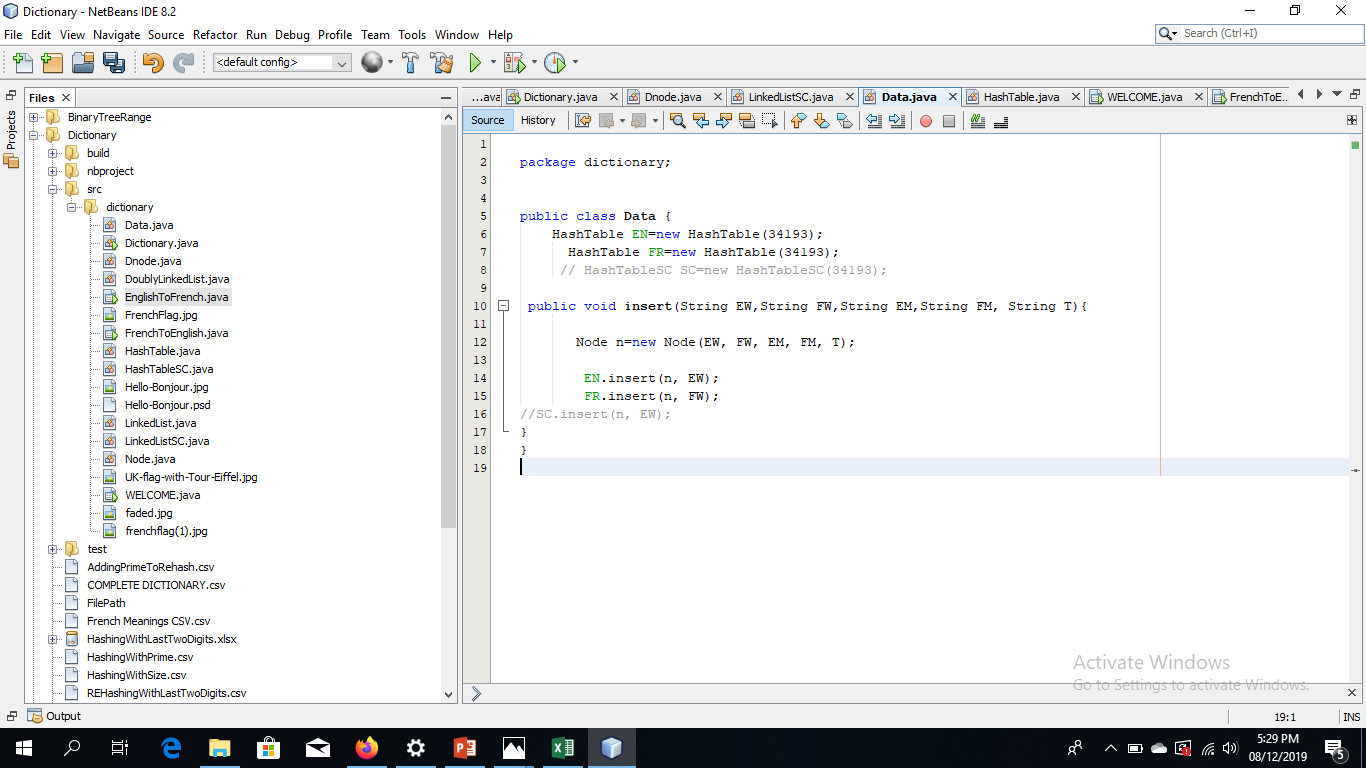 Dictionary - NetBeans IDE 8.2
File Edit View Navigate Source Refactor Run Debug Profile Team Tools Window Help
Search (Ctrl+I)
<default config>
Projects
Files
BinaryTreeRange
Dictionary
build
nbproject
src
dictionary
Data.java
Dictionary.java
Dnode.java
DoublyLinkedList.java
EnglishToFrench.java
FrenchFlag.jpg
FrenchToEnglish.java
HashTable.java
HashTableSC.java
Hello-Bonjour.jpg
Hello-Bonjour.psd
LinkedList.java
LinkedListSC.java
Node.java
UK-flag-with-Tour-Eiffel.jpg
WELCOME.java
faded.jpg
frenchflag(1).jpg
test
AddingPrimeToRehash.csv
COMPLETE DICTIONARY.csv
FilePath
French Meanings CSV.csv
HashingWithLastTwoDigits.xlsx
HashingWithPrime.csv
HashingWithSize.csv
REHashingWithLastTwoDigits.csv
...ava Dictionary.java Dnode.java LinkedListSC.java Data.java HashTable.java WELCOME.java FrenchToE...
Source History
1
2 package dictionary;
3
4
5 public class Data {
6 HashTable EN=new HashTable(34193);
7 HashTable FR=new HashTable(34193);
8 // HashTableSC SC=new HashTableSC(34193);
9
10 public void insert(String EW,String FW,String EM,String FM, String T){
11
12 Node n=new Node(EW, FW, EM, FM, T);
13
14 EN.insert(n, EW);
15 FR.insert(n, FW);
16 //SC.insert(n, EW);
17 }
18 }
19
Activate Windows
Go to Settings to activate Windows.
Output
19:1 INS
5:29 PM
08/12/2019
5